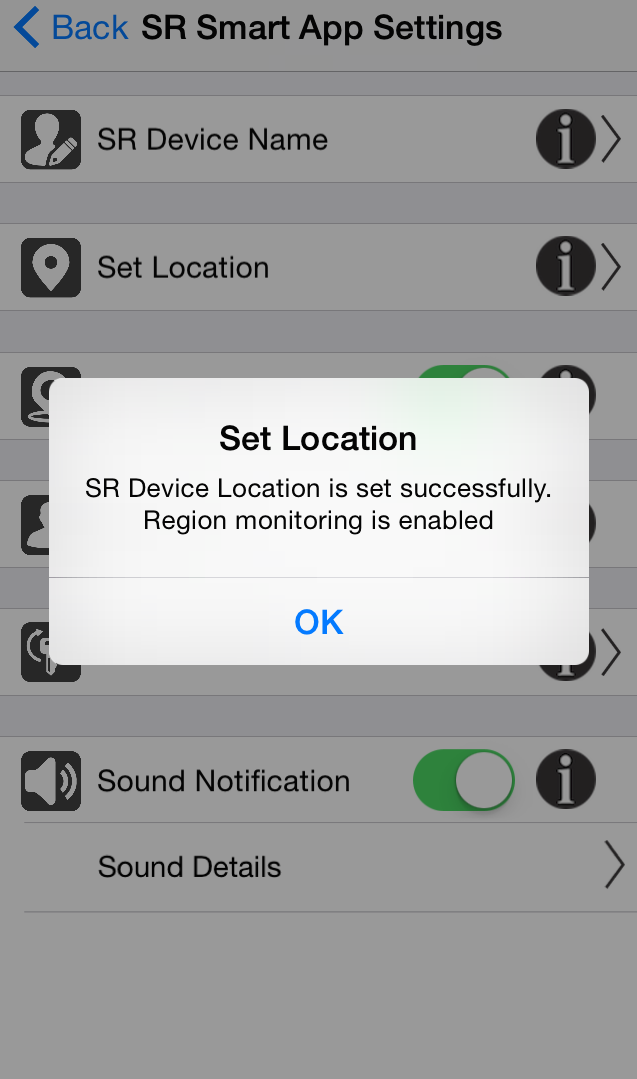 Back SR Smart App Settings
SR Device Name
Set Location
Set Location
SR Device Location is set successfully.
Region monitoring is enabled
OK
Sound Notification
Sound Details